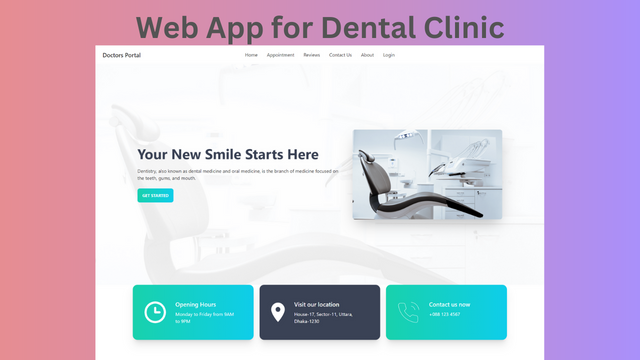 Web App for Dental Clinic
Doctors Portal
Home Appointment Reviews Contact Us About Login
Your New Smile Starts Here
Dentistry, also known as dental medicine and oral medicine, is the branch of medicine focused on
the teeth, gums, and mouth.
GET STARTED
Opening Hours
Monday to Friday from 9AM
to 9PM
Visit our location
House-17, Sector-11, Uttara,
Dhaka-1230
Contact us now
+888 123 4567